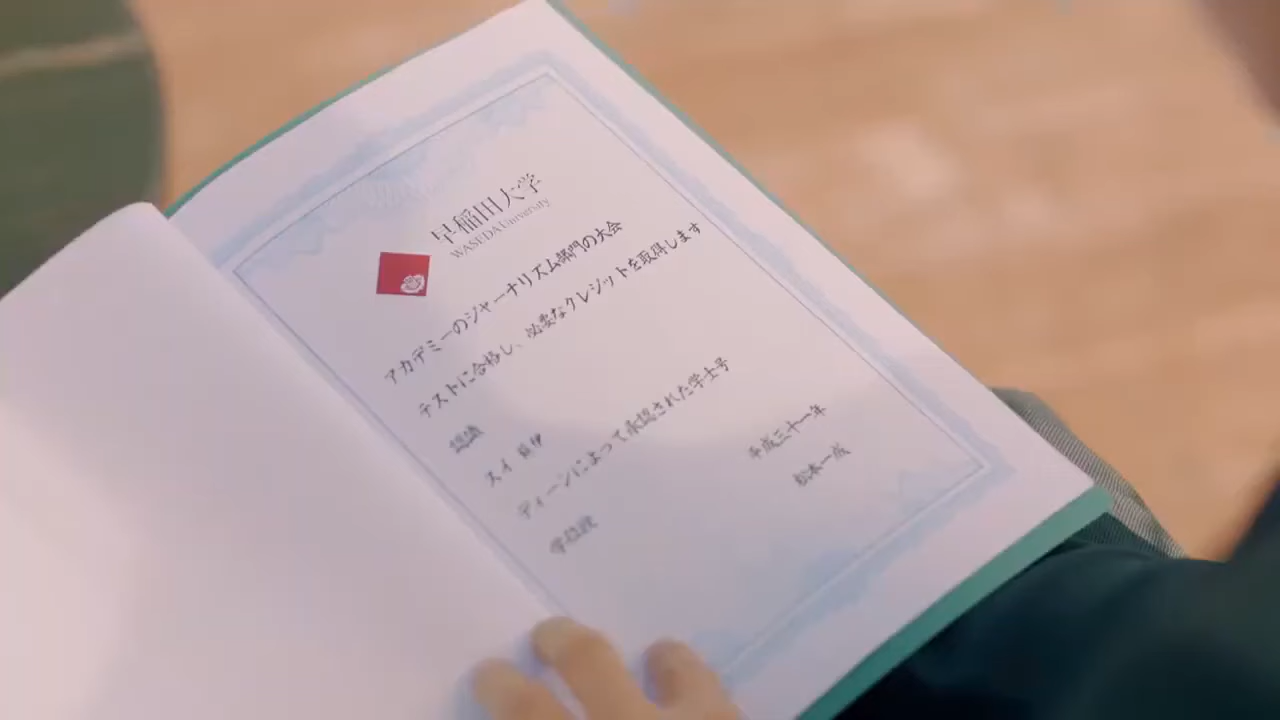 早稲田大学
WASEDA University
アカデミーのジャーナリズム部門の大会
テストに合格し、必要なクレジットを取得します
認識
スイ
ディーンによって承認された学士号
学位授
平成三十一年
松本一成